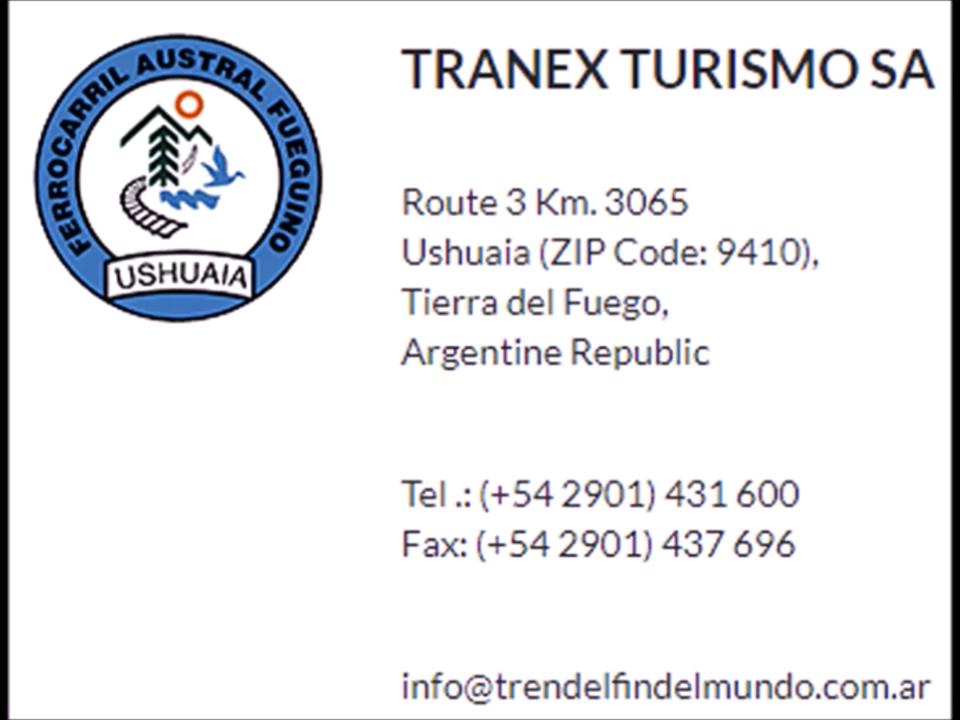 FERROCARRIL AUSTRAL FUEGUINO
USHUAIA
TRANEX TURISMO SA
Route 3 Km. 3065
Ushuaia (ZIP Code: 9410),
Tierra del Fuego,
Argentine Republic
Tel .: (+54 2901) 431 600
Fax: (+54 2901) 437 696
info@trendelfindelmundo.com.ar